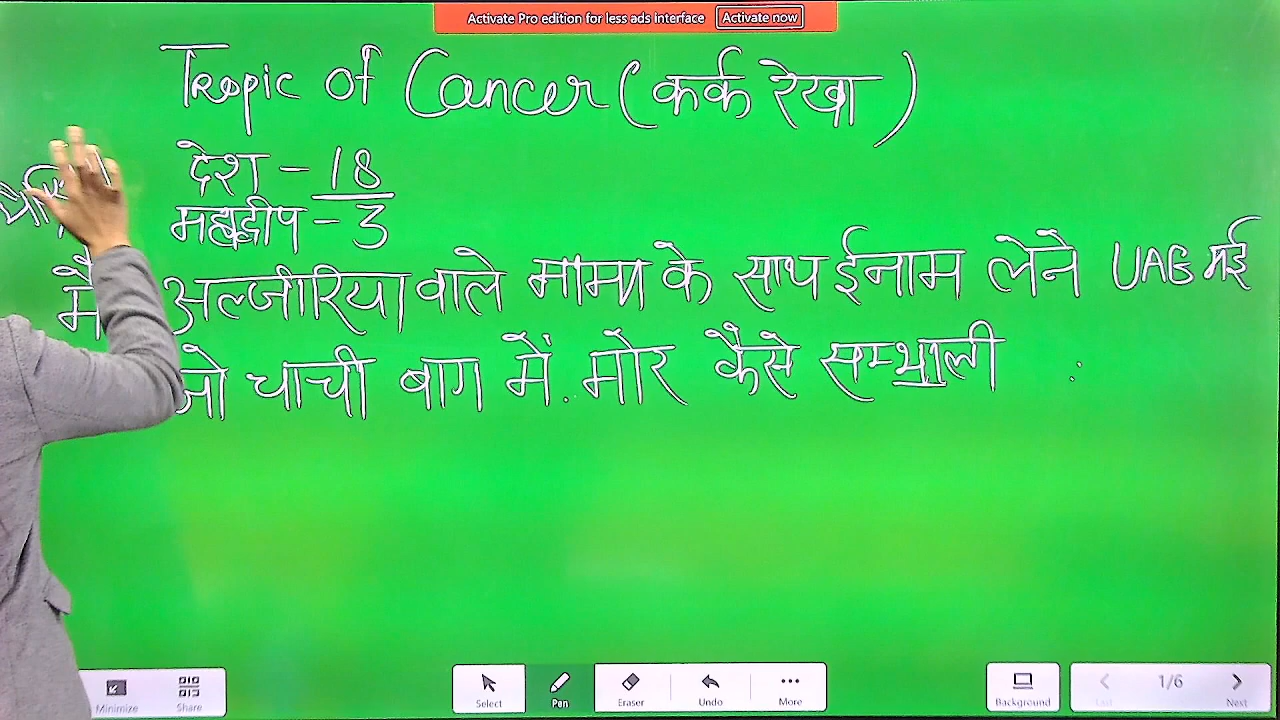 Activate Pro edition for less ads interface Activate now
Tropic of Cancer (कर्क रेखा)
देश - 18
महाद्वीप - 3
मै अल्जीरिया वाले मामा के साथ ईनाम लेने UAE गई
जो चाची बाग में. मोर कैसे सम्भाली
Minimize Share Select Pen Eraser Undo More Background Last 1/6 Next